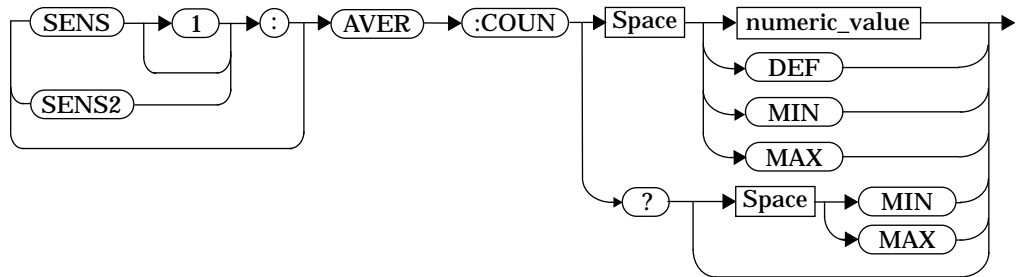 SENS 1 : AVER :COUN Space numeric_value
DEF
SENS2
MIN
MAX
? Space MIN
MAX